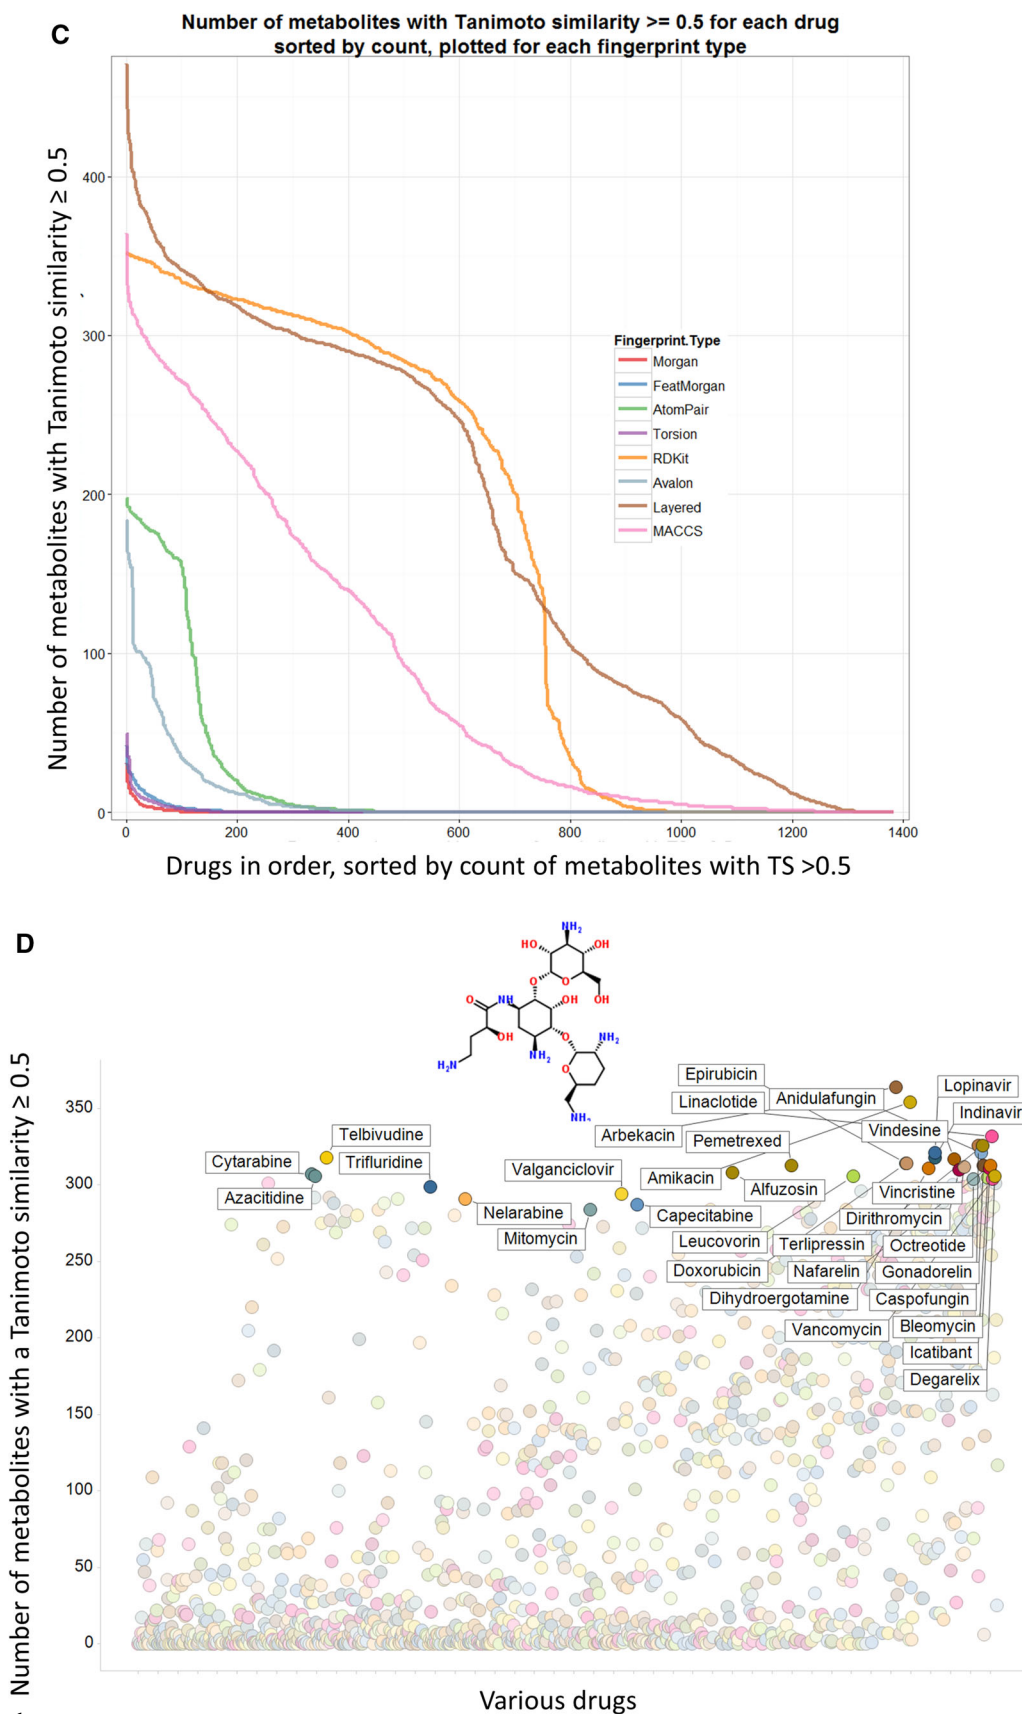 C
Number of metabolites with Tanimoto similarity >= 0.5 for each drug
sorted by count, plotted for each fingerprint type
Number of metabolites with Tanimoto similarity ≥ 0.5
400
300
200
100
0
Fingerprint.Type
Morgan
FeatMorgan
AtomPair
Torsion
RDKit
Avalon
Layered
MACCS
0 200 400 600 800 1000 1200 1400
Drugs in order, sorted by count of metabolites with TS >0.5
D
NH2
HO OH
O O
O NH OH OH
OH O NH2
H2N NH2 O
NH2
Number of metabolites with a Tanimoto similarity ≥ 0.5
350
300
250
200
150
100
50
0
Epirubicin
Lopinavir
Linaclotide
Anidulafungin
Indinavir
Telbivudine
Arbekacin
Pemetrexed
Vindesine
Cytarabine
Trifluridine
Valganciclovir
Amikacin
Alfuzosin
Azacitidine
Vincristine
Nelarabine
Capecitabine
Dirithromycin
Mitomycin
Leucovorin
Terlipressin
Octreotide
Doxorubicin
Nafarelin
Gonadorelin
Dihydroergotamine
Caspofungin
Vancomycin
Bleomycin
Icatibant
Degarelix
Various drugs